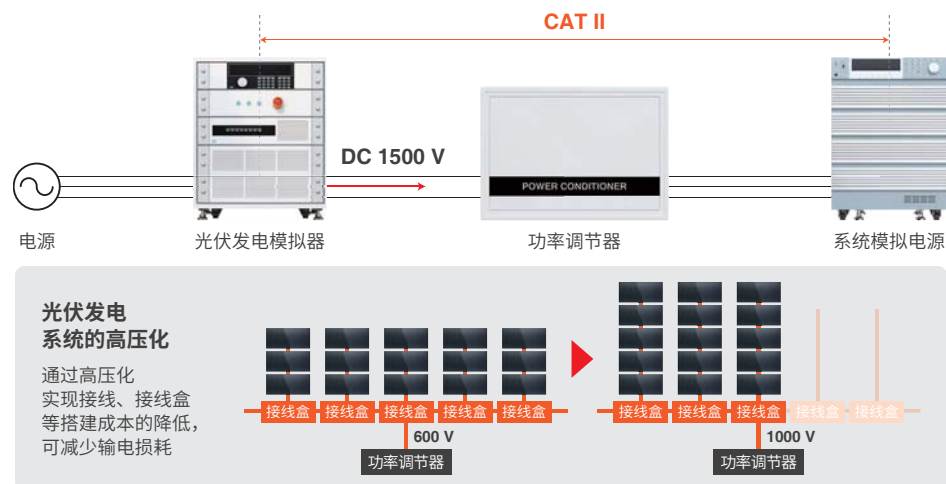 CAT II
DC 1500 V
POWER CONDITIONER
电源
光伏发电模拟器
功率调节器
系统模拟电源
光伏发电
系统的高压化
通过高压化
实现接线、接线盒
等搭建成本的降低，
可减少输电损耗
接线盒 接线盒 接线盒 接线盒 接线盒
600 V
功率调节器
接线盒 接线盒 接线盒 接线盒 接线盒
1000 V
功率调节器